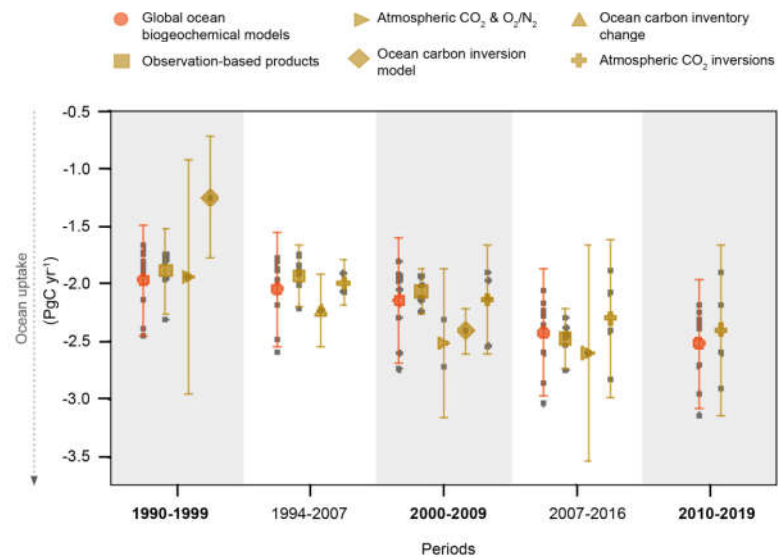 Global ocean
biogeochemical models
Observation-based products
Atmospheric CO₂ & O₂/N₂
Ocean carbon inversion
model
Ocean carbon inventory
change
Atmospheric CO₂ inversions
Ocean uptake
(PgC yr⁻¹)
-0.5
-1.0
-1.5
-2.0
-2.5
-3.0
-3.5
1990-1999
1994-2007
2000-2009
2007-2016
2010-2019
Periods